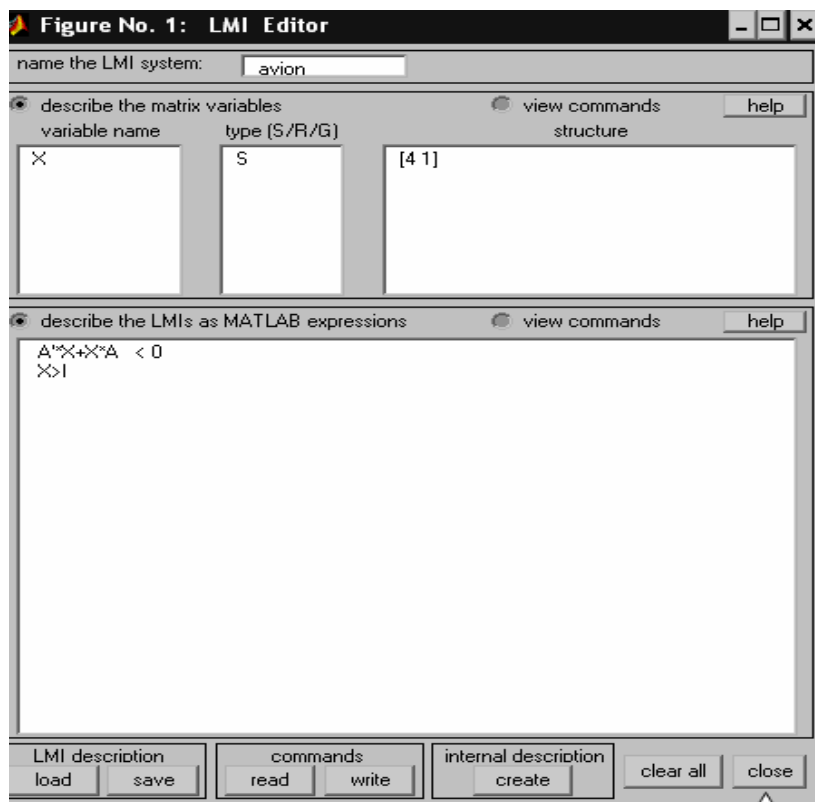 Figure No. 1: LMI Editor
name the LMI system: avion
describe the matrix variables view commands help
variable name type (S/R/G) structure
X S [4 1]
describe the LMIs as MATLAB expressions view commands help
A'*X+X*A < 0
X>I
LMI description commands internal description
load save read write create clear all close